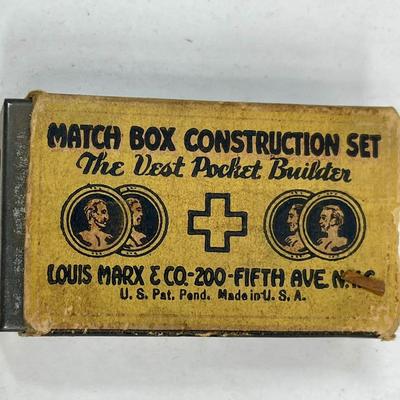 MATCH BOX CONSTRUCTION SET
The Vest Pocket Builder
LOUIS MARX & CO.-200-FIFTH AVE. N.Y.C.
U. S. Pat. Pend. Made in U. S. A.